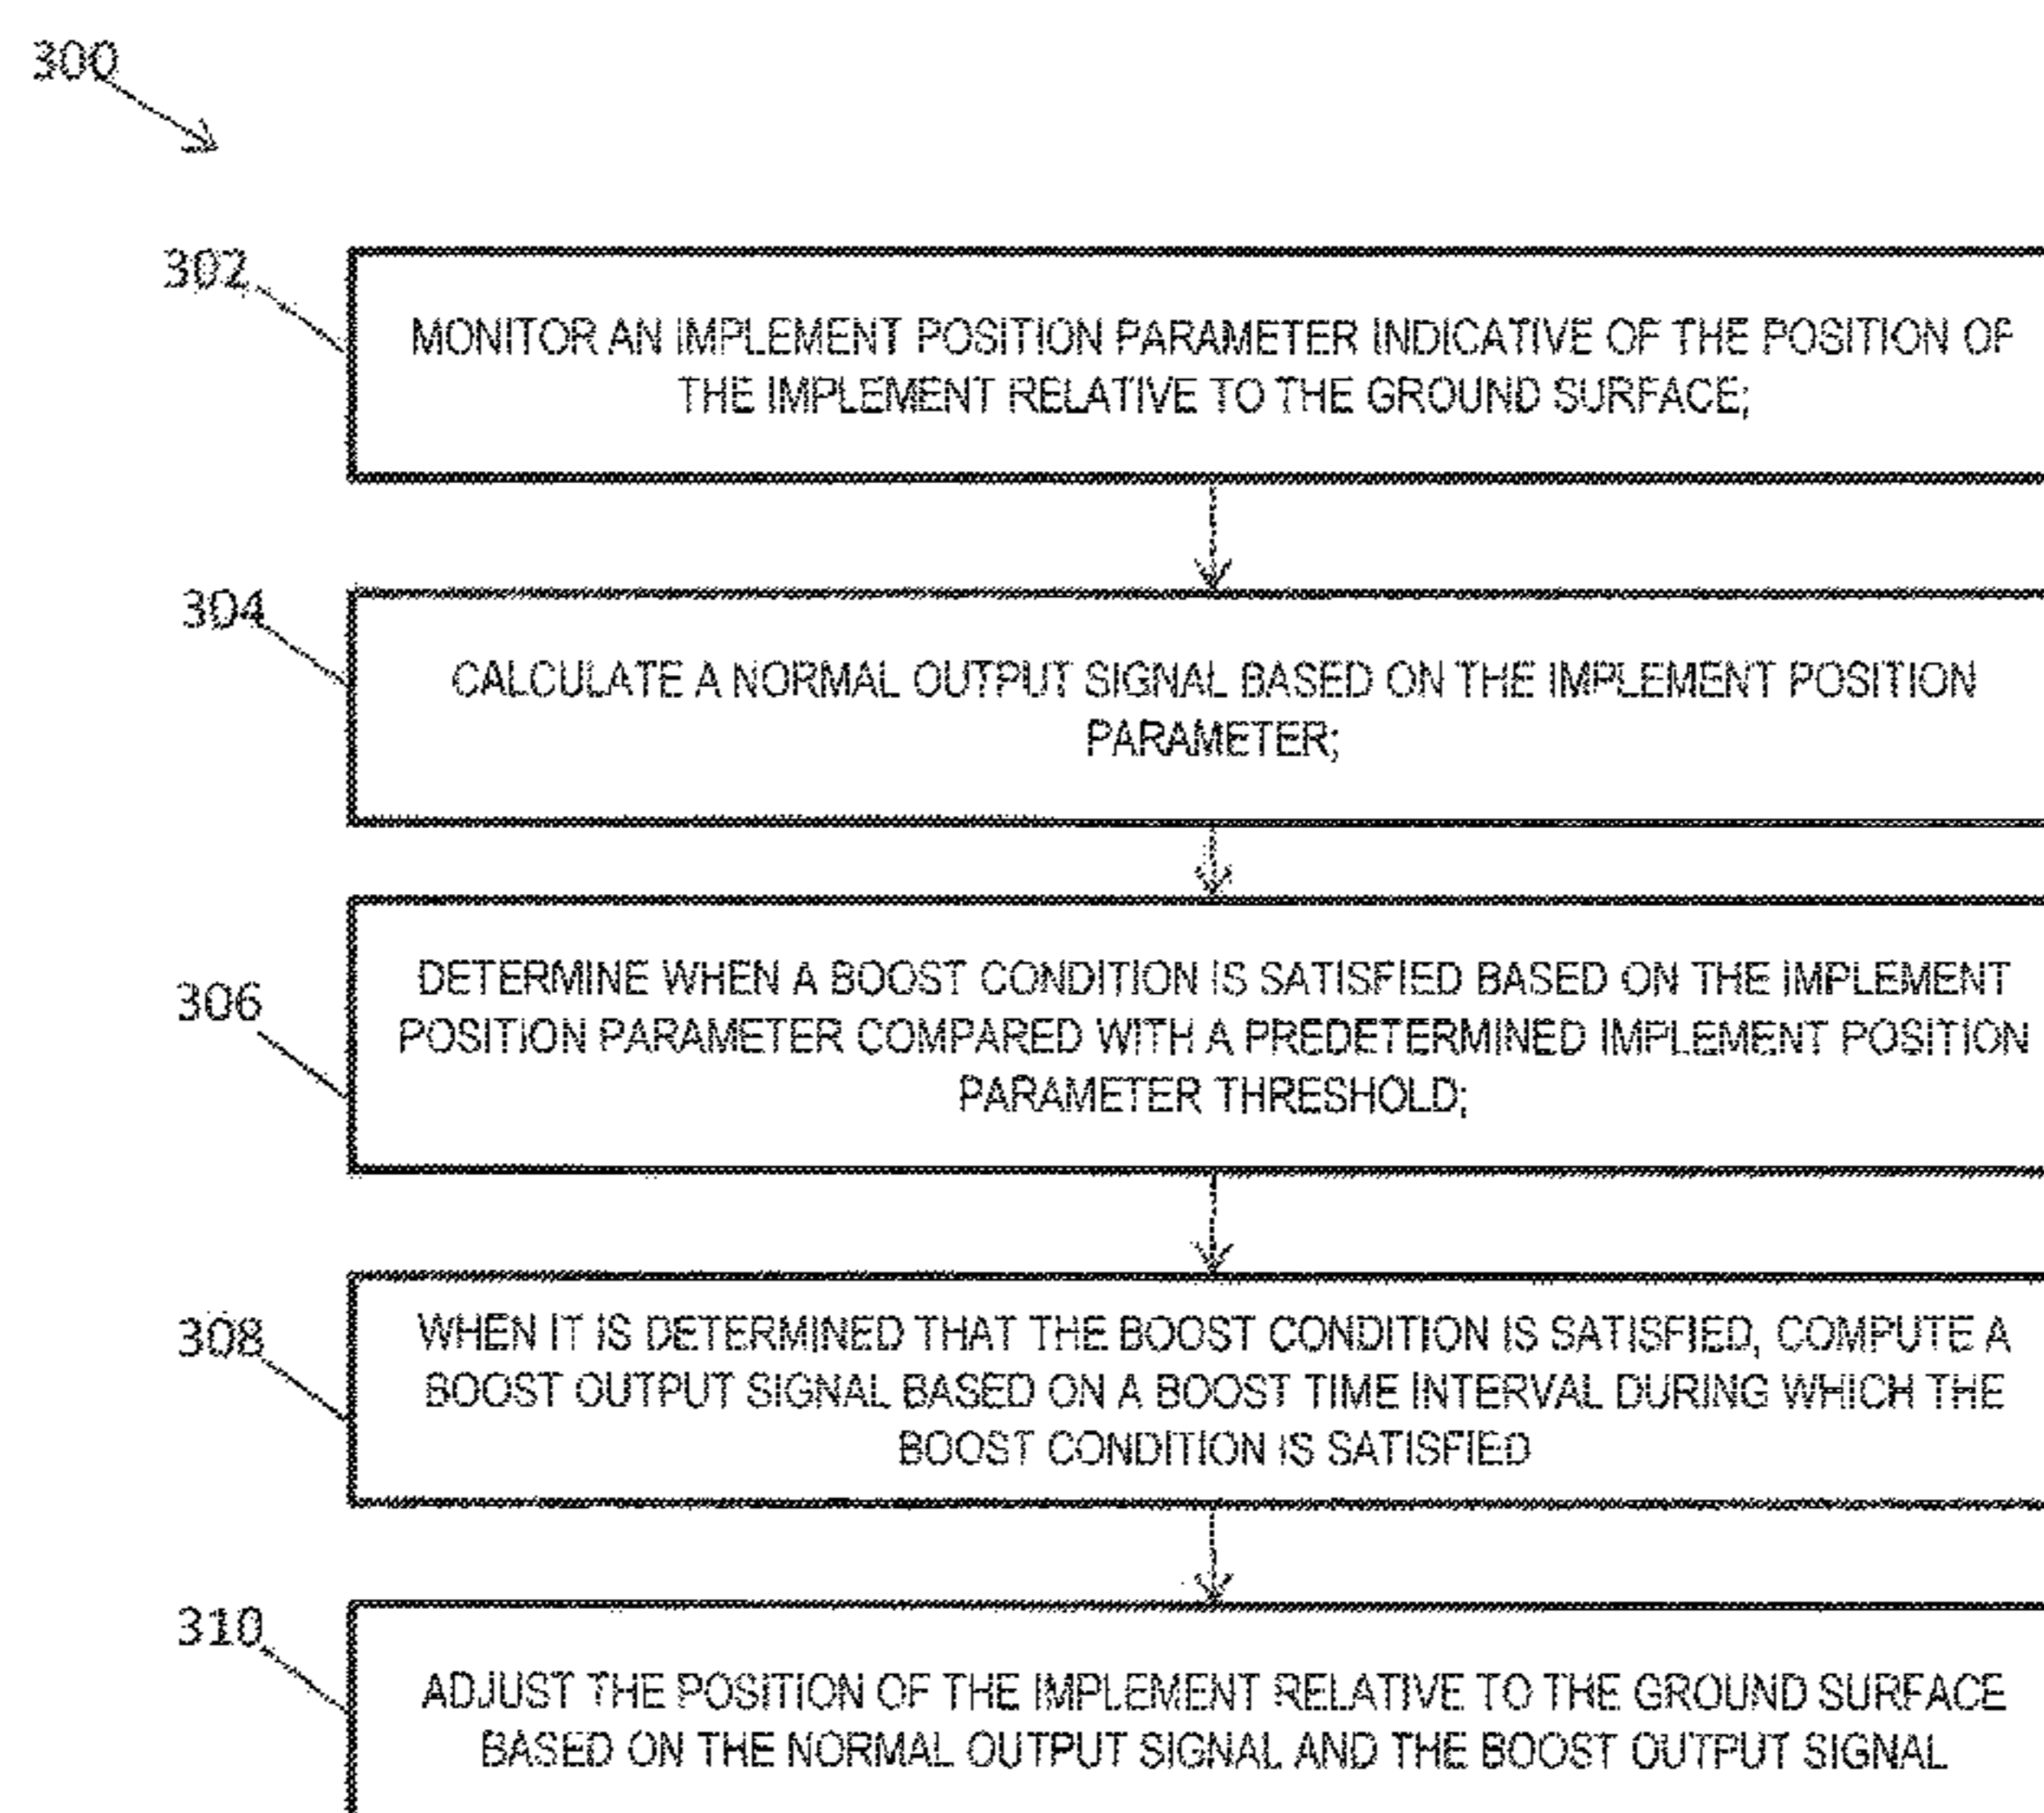 300
302
MONITOR AN IMPLEMENT POSITION PARAMETER INDICATIVE OF THE POSITION OF
THE IMPLEMENT RELATIVE TO THE GROUND SURFACE;
304
CALCULATE A NORMAL OUTPUT SIGNAL BASED ON THE IMPLEMENT POSITION
PARAMETER;
306
DETERMINE WHEN A BOOST CONDITION IS SATISFIED BASED ON THE IMPLEMENT
POSITION PARAMETER COMPARED WITH A PREDETERMINED IMPLEMENT POSITION
PARAMETER THRESHOLD;
308
WHEN IT IS DETERMINED THAT THE BOOST CONDITION IS SATISFIED, COMPUTE A
BOOST OUTPUT SIGNAL BASED ON A BOOST TIME INTERVAL DURING WHICH THE
BOOST CONDITION IS SATISFIED
310
ADJUST THE POSITION OF THE IMPLEMENT RELATIVE TO THE GROUND SURFACE
BASED ON THE NORMAL OUTPUT SIGNAL AND THE BOOST OUTPUT SIGNAL